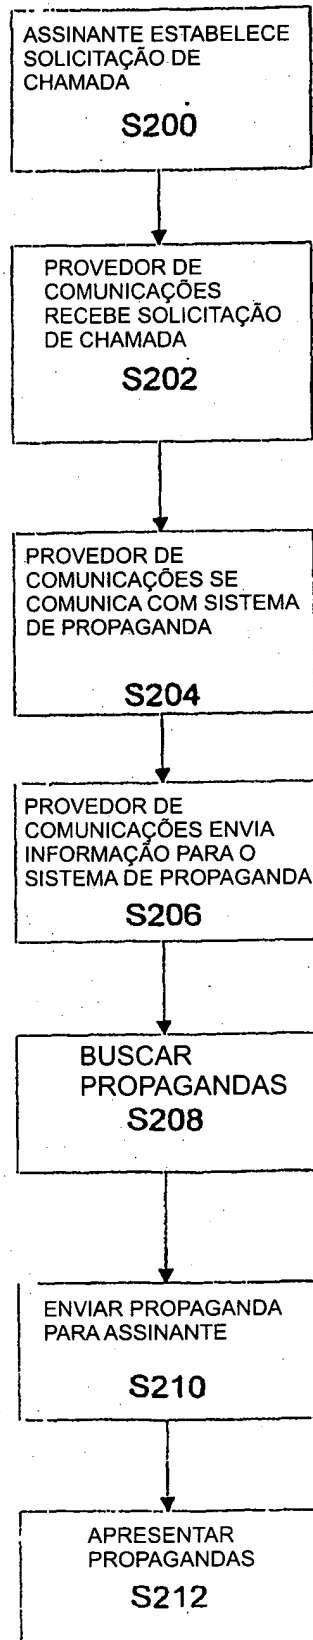 ASSINANTE ESTABELECE
SOLICITAÇÃO DE
CHAMADA
S200
PROVEDOR DE
COMUNICAÇÕES
RECEBE SOLICITAÇÃO
DE CHAMADA
S202
PROVEDOR DE
COMUNICAÇÕES SE
COMUNICA COM SISTEMA
DE PROPAGANDA
S204
PROVEDOR DE
COMUNICAÇÕES ENVIA
INFORMAÇÃO PARA O
SISTEMA DE PROPAGANDA
S206
BUSCAR
PROPAGANDAS
S208
ENVIAR PROPAGANDA
PARA ASSINANTE
S210
APRESENTAR
PROPAGANDAS
S212